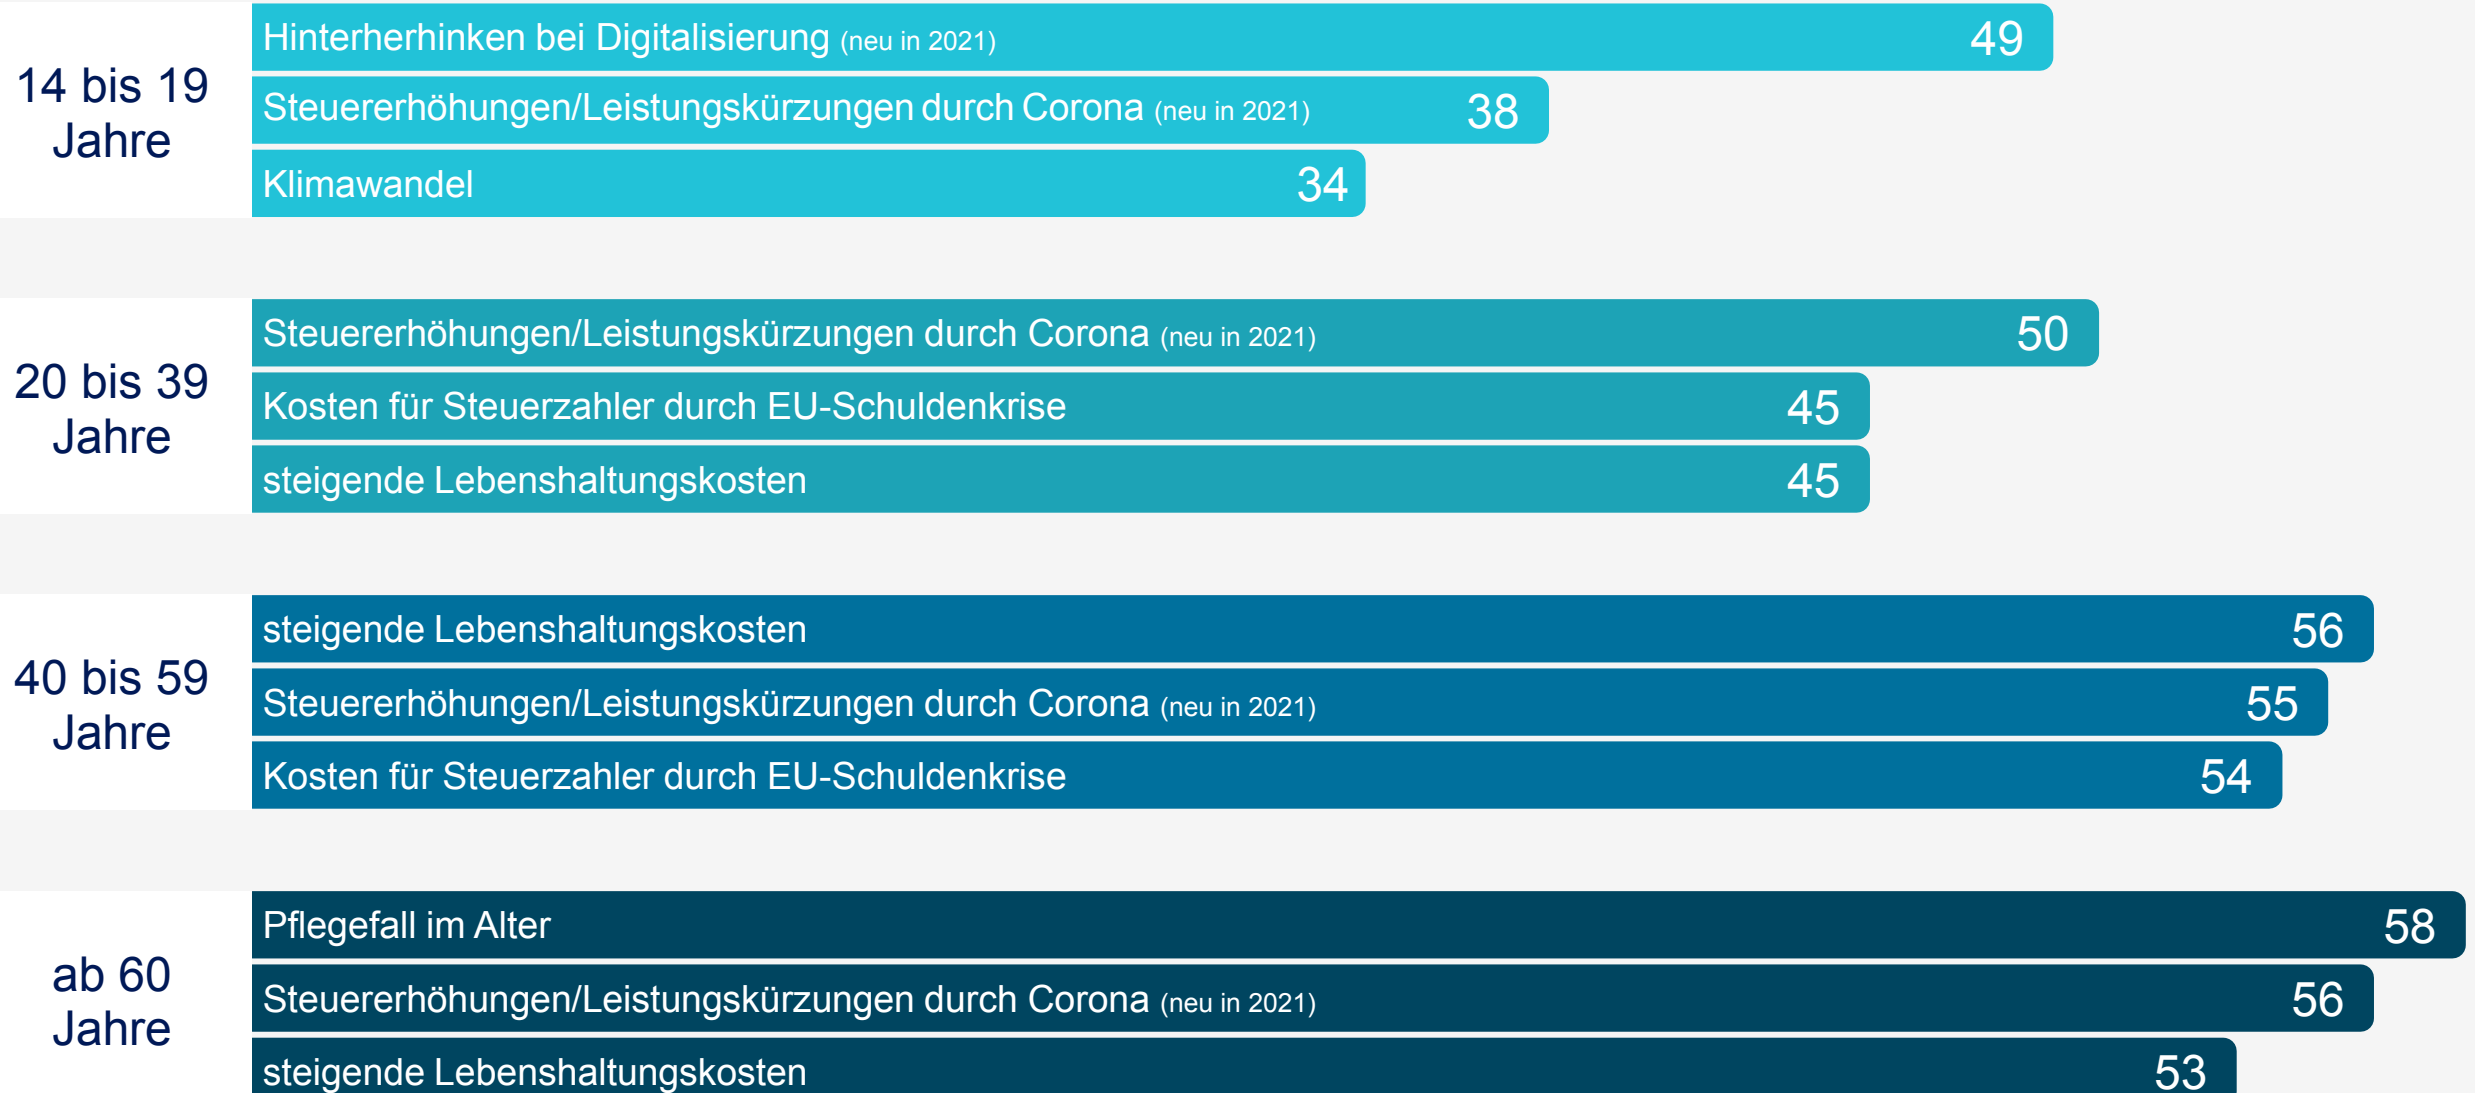 14 bis 19
Jahre
Hinterherhinken bei Digitalisierung (neu in 2021) 49
Steuererhöhungen/Leistungskürzungen durch Corona (neu in 2021) 38
Klimawandel 34
20 bis 39
Jahre
Steuererhöhungen/Leistungskürzungen durch Corona (neu in 2021) 50
Kosten für Steuerzahler durch EU-Schuldenkrise 45
steigende Lebenshaltungskosten 45
40 bis 59
Jahre
steigende Lebenshaltungskosten 56
Steuererhöhungen/Leistungskürzungen durch Corona (neu in 2021) 55
Kosten für Steuerzahler durch EU-Schuldenkrise 54
ab 60
Jahre
Pflegefall im Alter 58
Steuererhöhungen/Leistungskürzungen durch Corona (neu in 2021) 56
steigende Lebenshaltungskosten 53